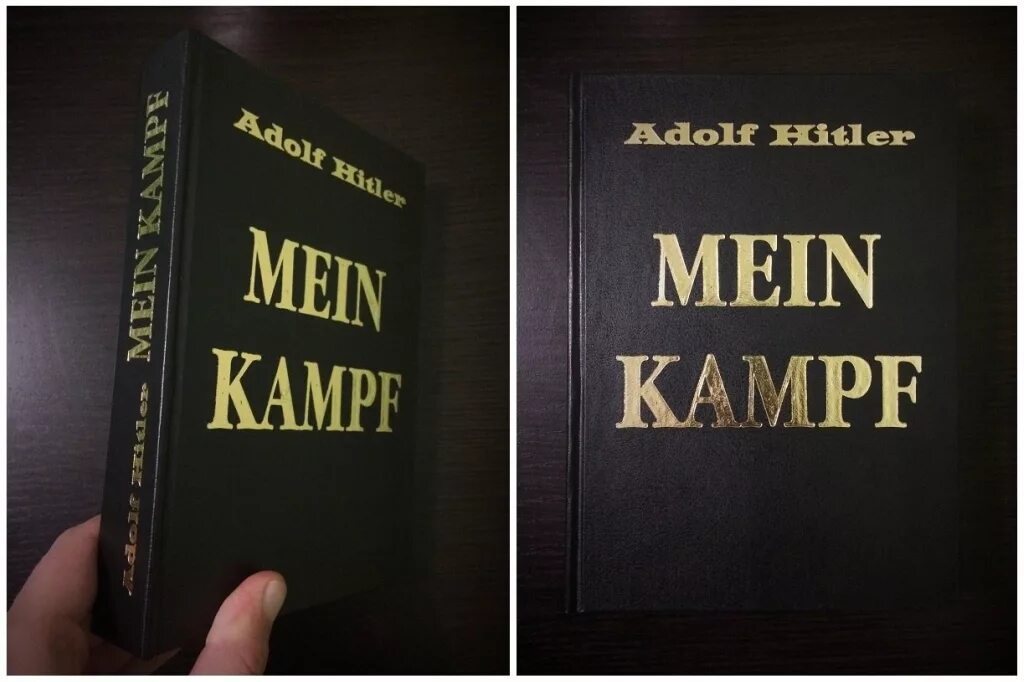 Adolf Hitler MEIN KAMPF
Adolf Hitler
MEIN
KAMPF
Adolf Hitler
MEIN
KAMPF